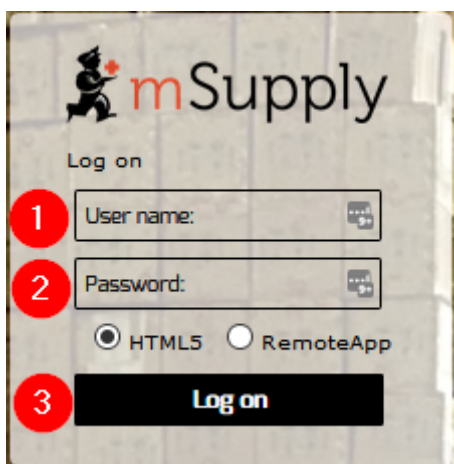 mSupply
Log on
1 User name:
2 Password:
HTML5 RemoteApp
3 Log on